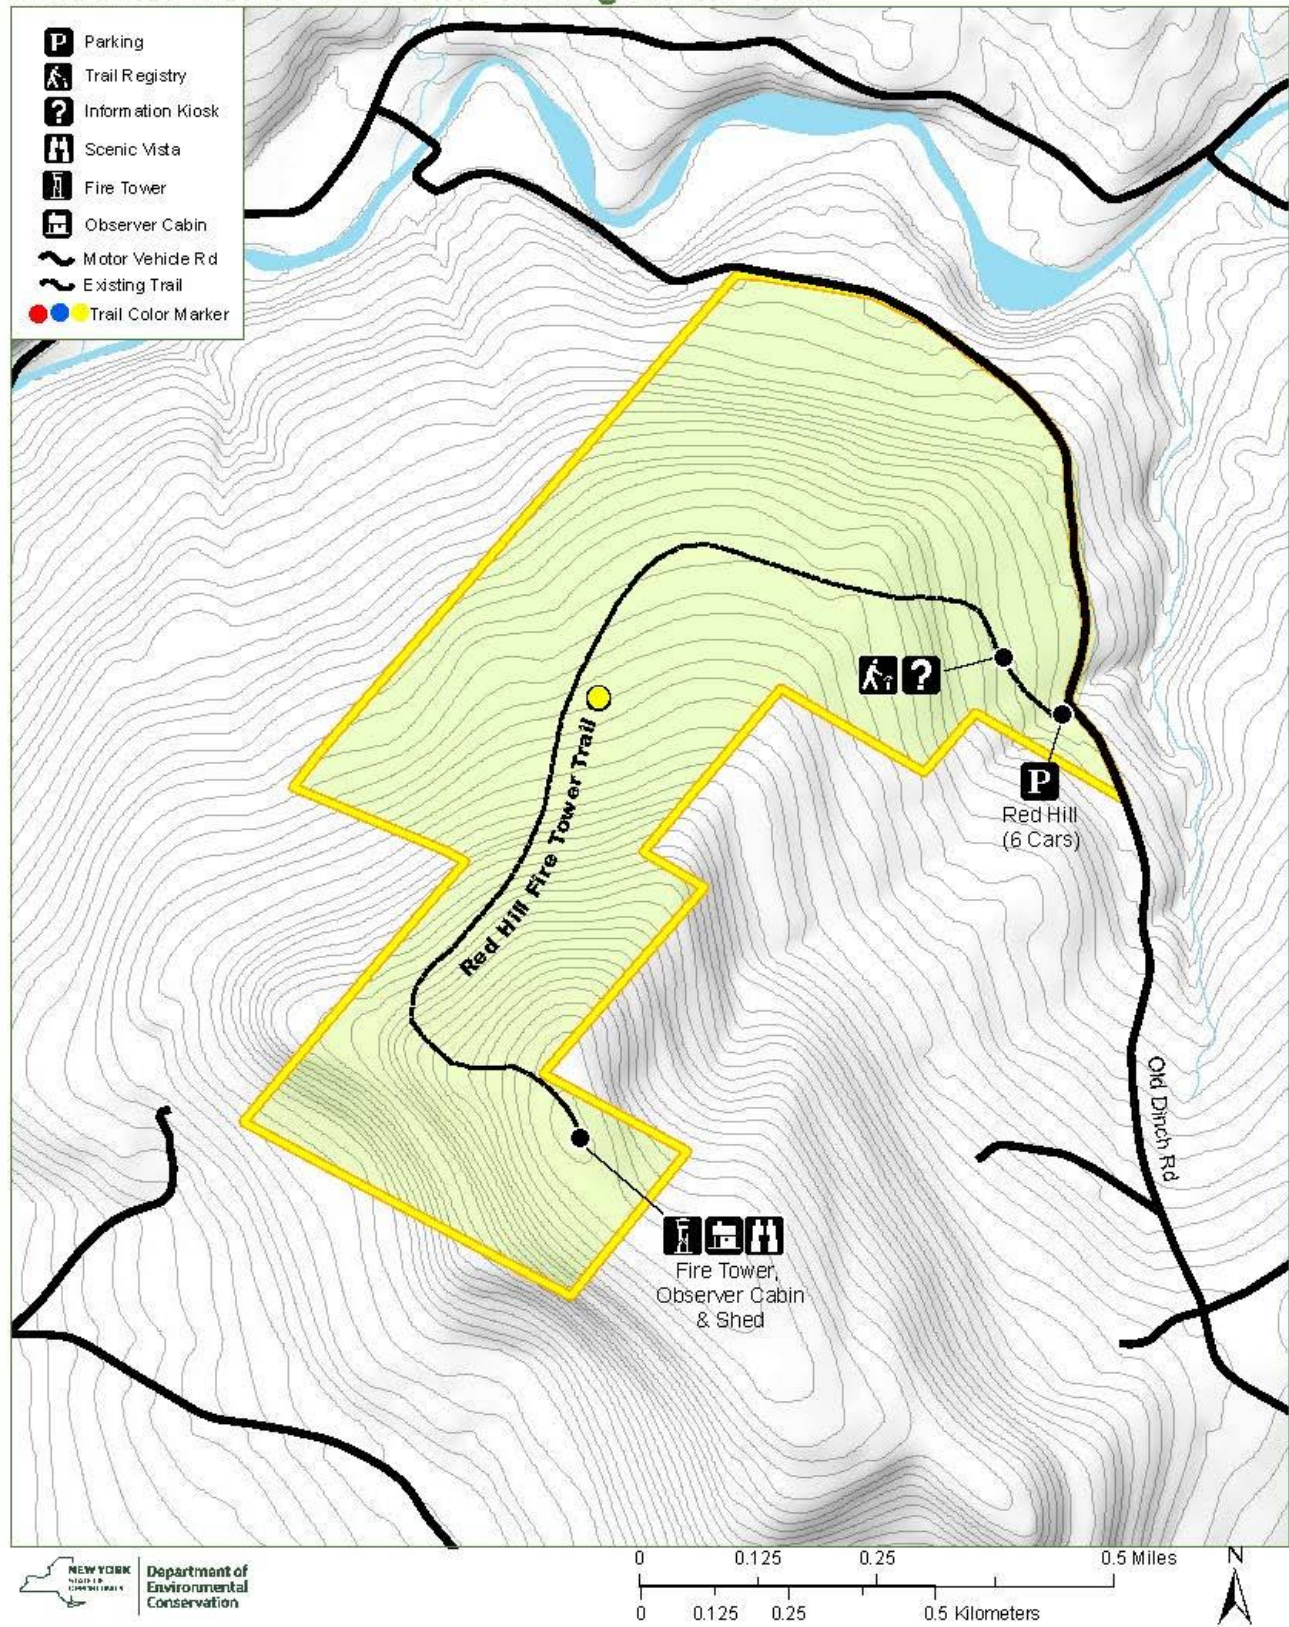 Parking
Trail Registry
Information Kiosk
Scenic Vista
Fire Tower
Observer Cabin
Motor Vehicle Rd
Existing Trail
Trail Color Marker
P
?
?
P
Red Hill
(6 Cars)
Red Hill Fire Tower Trail
Old Dinch Rd
Fire Tower,
Observer Cabin
& Shed
NEW YORK
STATE OF
OPPORTUNITY
Department of
Environmental
Conservation
0 0.125 0.25 0.5 Miles
0 0.125 0.25 0.5 Kilometers
N